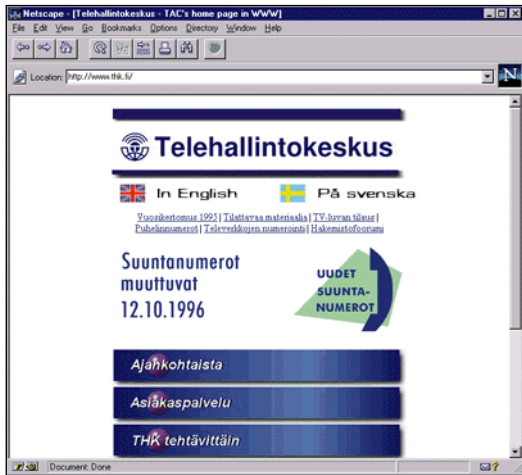 Netscape - [Telehallintokeskus - TAC's home page in WWW]
File Edit View Go Bookmarks Options Directory Window Help
Location: http://www.thk.fi/
N
Telehallintokeskus
In English På svenska
Vuosikertomus 1995 | Tilattavaa materiaalia | TV-luvan tilaus |
Puhelinnumerot | Televerkkojen numerointi | Hakemistofoorumi
Suuntanumerot
muuttuvat
12.10.1996
UUDET
SUUNTA-
NUMEROT
Ajankohtaista
Asiakaspalvelu
THK tehtävittäin
Document: Done